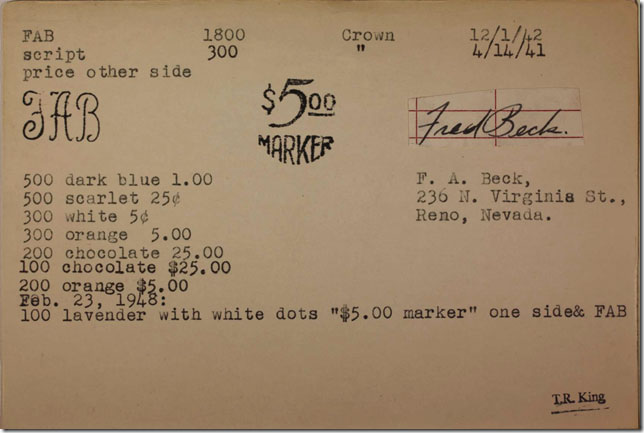 FAB 1800 Crown 12/1/42
script 300 " 4/14/41
price other side
FAB
$5.00
MARKER
Fred Beck.
500 dark blue 1.00
500 scarlet 25¢
300 white 5¢
300 orange 5.00
200 chocolate 25.00
100 chocolate $25.00
200 orange $5.00
Feb. 23, 1948:
100 lavender with white dots "$5.00 marker" one side& FAB
F. A. Beck,
236 N. Virginia St.,
Reno, Nevada.
T.R. King